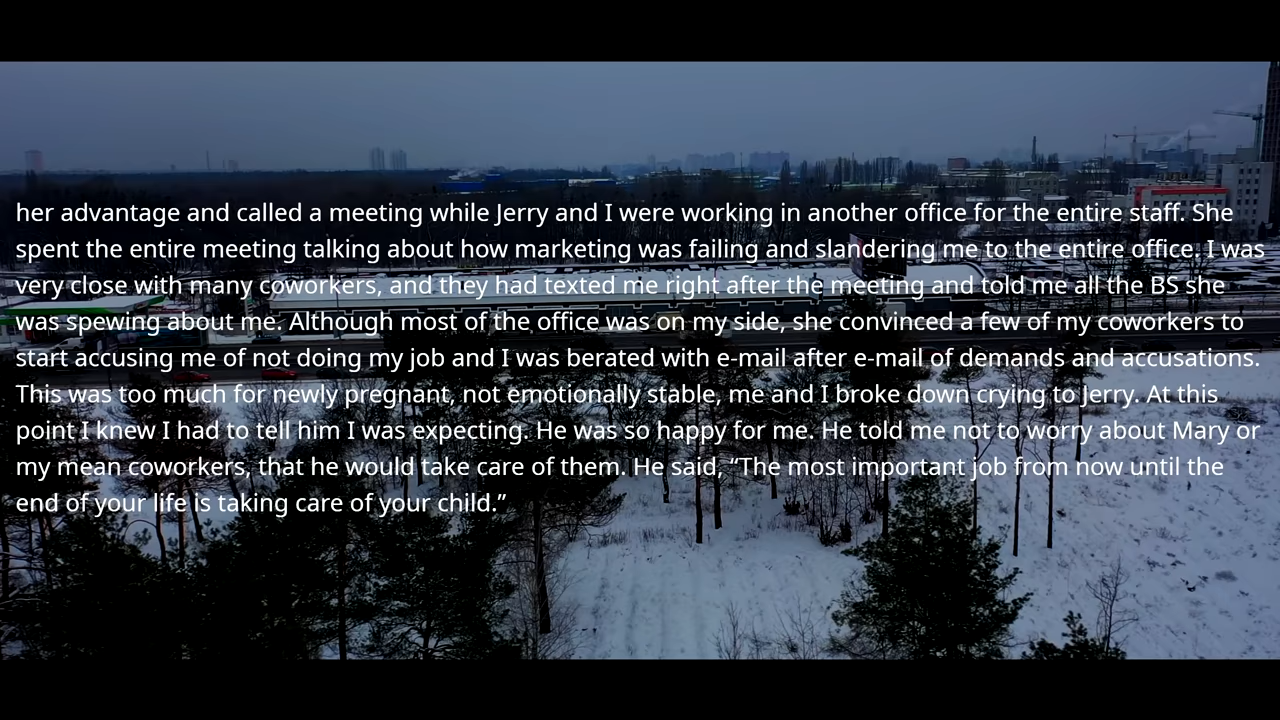 her advantage and called a meeting while Jerry and I were working in another office for the entire staff. She
spent the entire meeting talking about how marketing was failing and slandering me to the entire office. I was
very close with many coworkers, and they had texted me right after the meeting and told me all the BS she
was spewing about me. Although most of the office was on my side, she convinced a few of my coworkers to
start accusing me of not doing my job and I was berated with e-mail after e-mail of demands and accusations.
This was too much for newly pregnant, not emotionally stable, me and I broke down crying to Jerry. At this
point I knew I had to tell him I was expecting. He was so happy for me. He told me not to worry about Mary or
my mean coworkers, that he would take care of them. He said, “The most important job from now until the
end of your life is taking care of your child.”